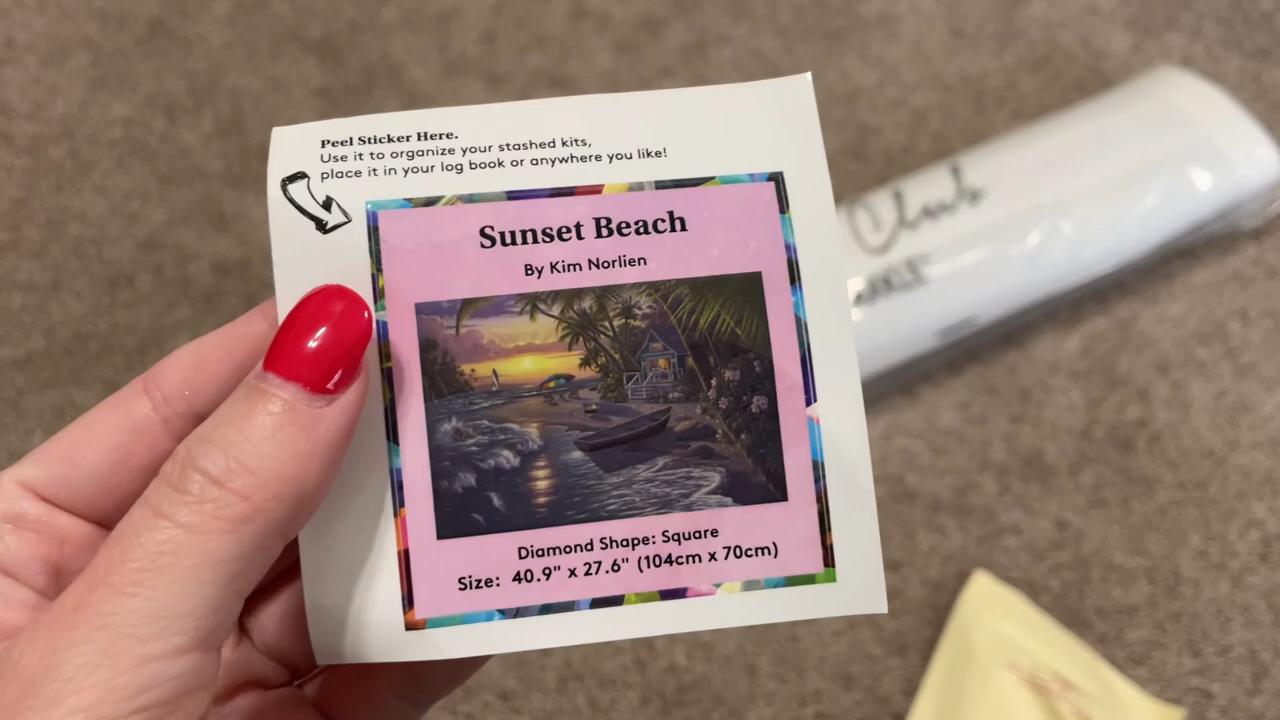 Peel Sticker Here.
Use it to organize your stashed kits,
place it in your log book or anywhere you like!
Sunset Beach
By Kim Norlien
Diamond Shape: Square
Size: 40.9" x 27.6" (104cm x 70cm)
Club